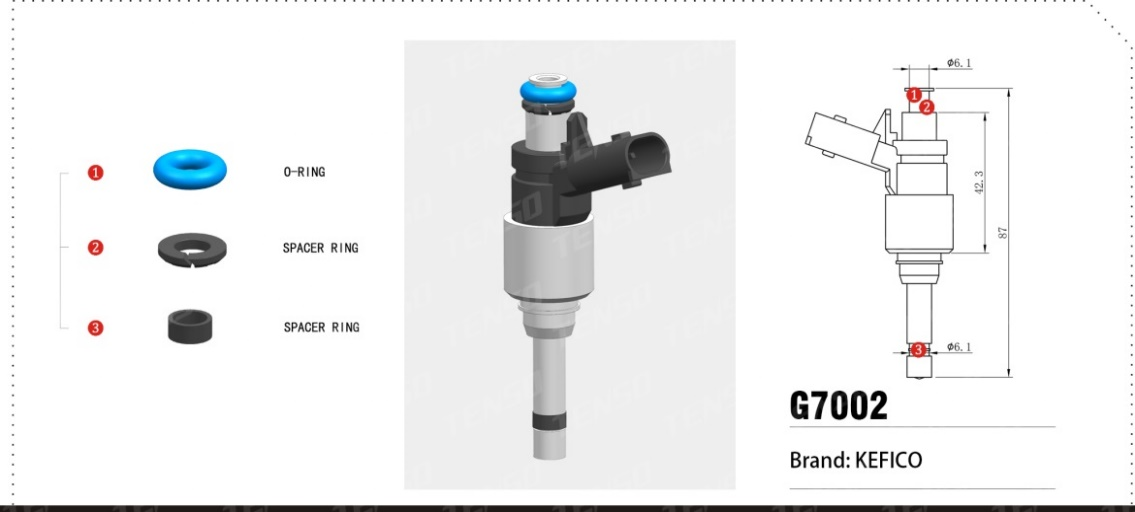 1
O-RING
2
SPACER RING
3
SPACER RING
TENSO
ϕ6.1
1
2
42.3
87
3
ϕ6.1
G7002
Brand: KEFICO